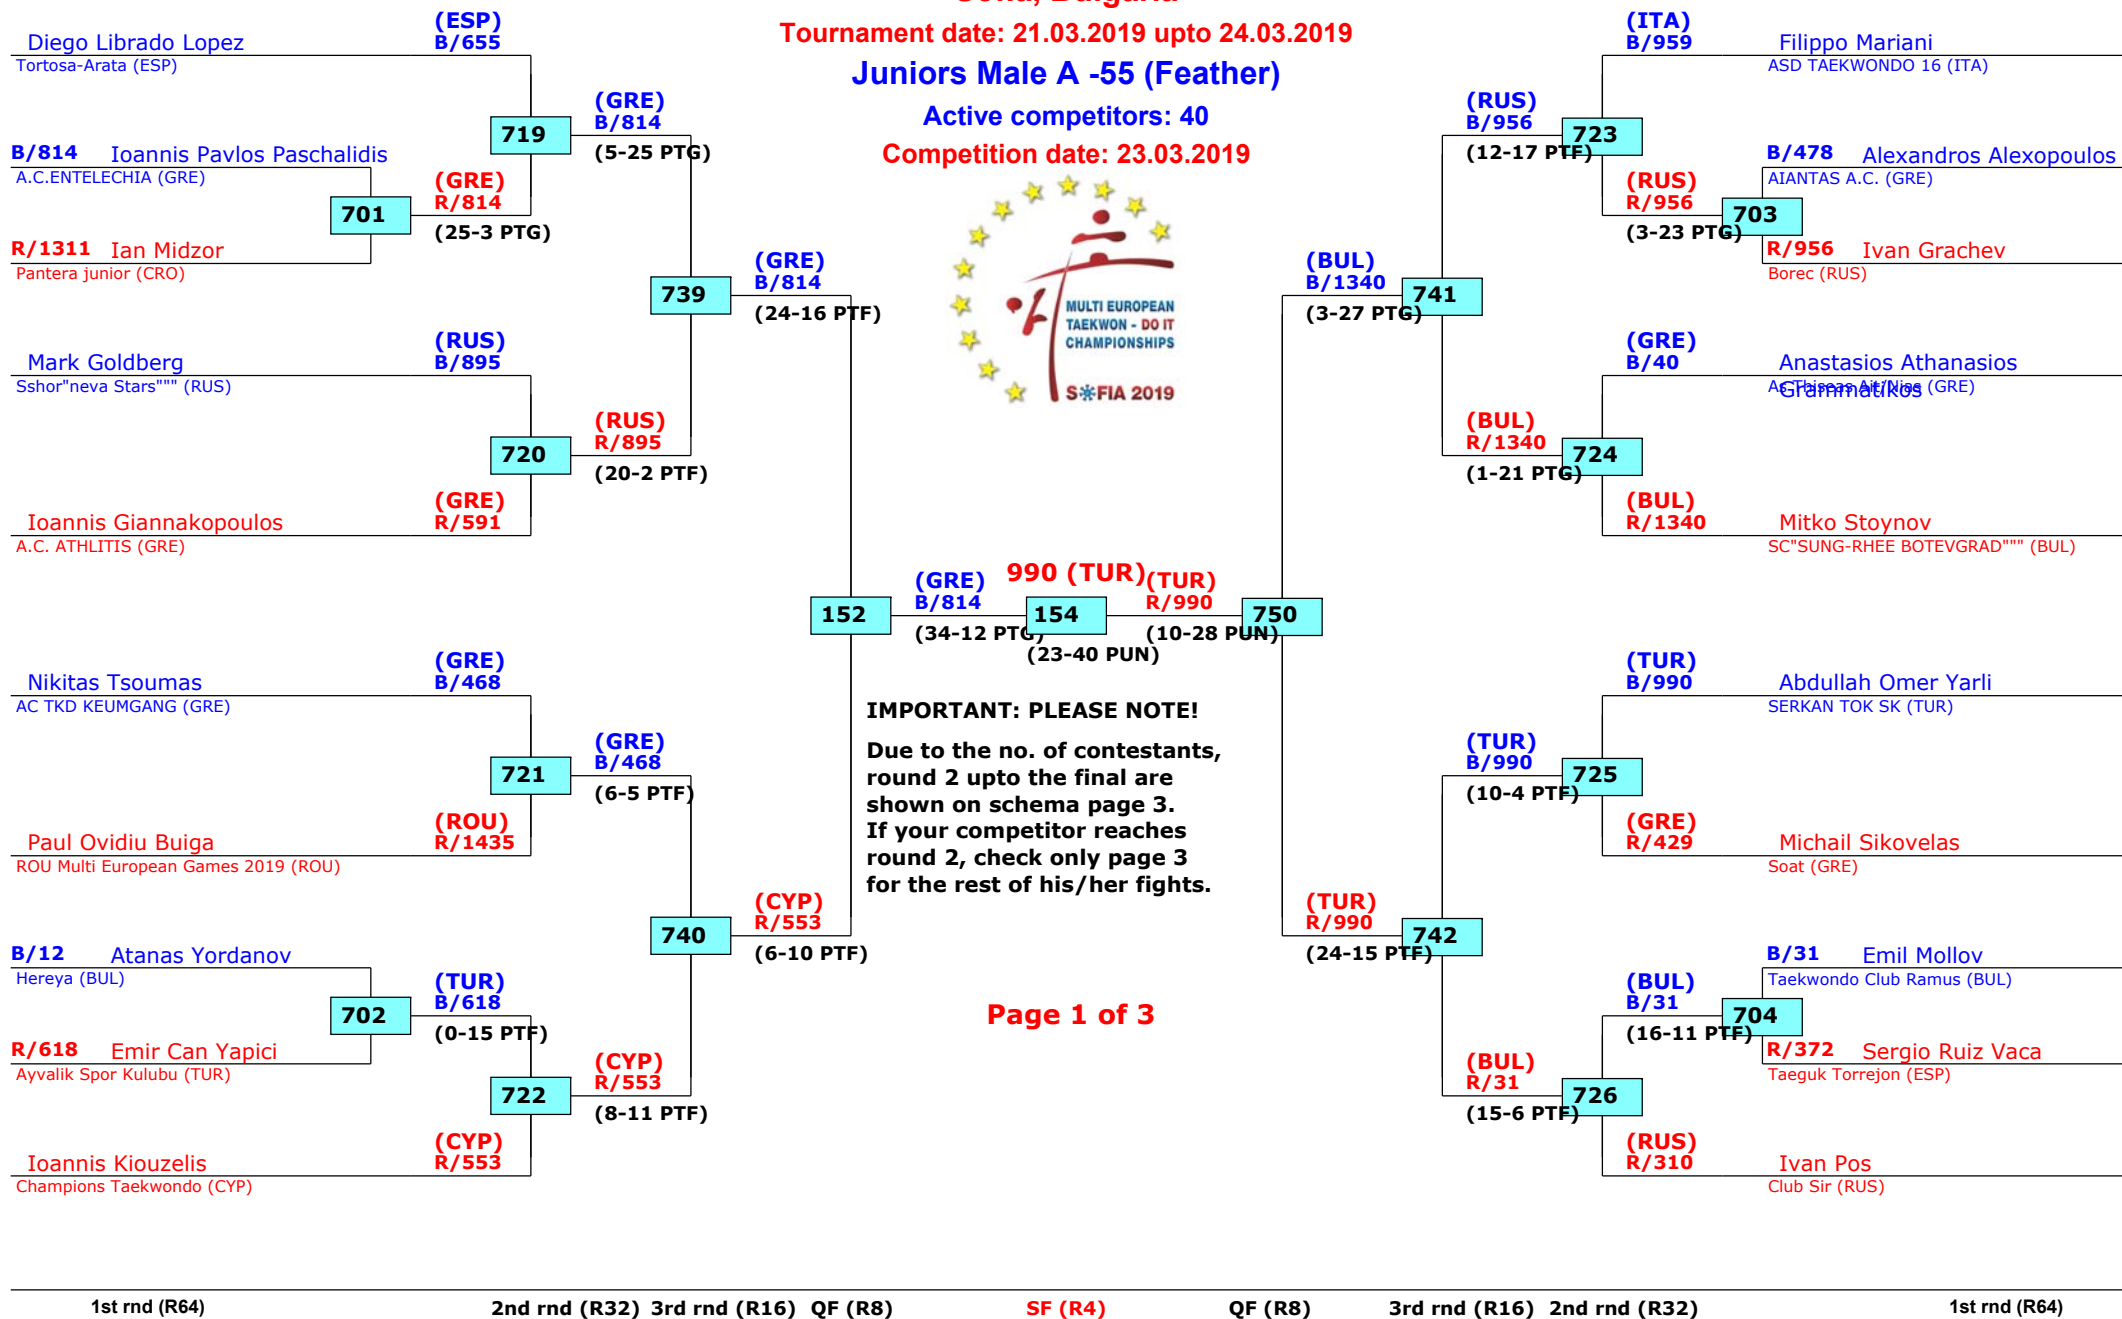 Sofia, Bulgaria
Tournament date: 21.03.2019 upto 24.03.2019
Juniors Male A -55 (Feather)
Active competitors: 40
Competition date: 23.03.2019
MULTI EUROPEAN
TAEKWON - DO IT
CHAMPIONSHIPS
SOFIA 2019
Diego Librado Lopez
Tortosa-Arata (ESP)
(ESP)
B/655
B/814 Ioannis Pavlos Paschalidis
A.C.ENTELECHIA (GRE)
701
R/1311 Ian Midzor
Pantera junior (CRO)
(GRE)
R/814
(25-3 PTG)
719
(GRE)
B/814
(5-25 PTG)
Mark Goldberg
Sshor"neva Stars""" (RUS)
(RUS)
B/895
720
Ioannis Giannakopoulos
A.C. ATHLITIS (GRE)
(GRE)
R/591
(RUS)
R/895
(20-2 PTF)
739
(GRE)
B/814
(24-16 PTF)
Nikitas Tsoumas
AC TKD KEUMGANG (GRE)
(GRE)
B/468
721
Paul Ovidiu Buiga
ROU Multi European Games 2019 (ROU)
(ROU)
R/1435
(GRE)
B/468
(6-5 PTF)
B/12 Atanas Yordanov
Hereya (BUL)
702
R/618 Emir Can Yapici
Ayvalik Spor Kulubu (TUR)
(TUR)
B/618
(0-15 PTF)
722
Ioannis Kiouzelis
Champions Taekwondo (CYP)
(CYP)
R/553
(CYP)
R/553
(8-11 PTF)
740
(CYP)
R/553
(6-10 PTF)
152
(GRE)
B/814
(34-12 PTG)
990 (TUR)
154
(23-40 PUN)
(TUR)
R/990
(10-28 PUN)
750
IMPORTANT: PLEASE NOTE!
Due to the no. of contestants,
round 2 upto the final are
shown on schema page 3.
If your competitor reaches
round 2, check only page 3
for the rest of his/her fights.
Page 1 of 3
(BUL)
B/1340
(3-27 PTG)
741
(RUS)
B/956
(12-17 PTF)
723
(ITA)
B/959
Filippo Mariani
ASD TAEKWONDO 16 (ITA)
(RUS)
R/956
(3-23 PTG)
703
B/478 Alexandros Alexopoulos
AIANTAS A.C. (GRE)
R/956 Ivan Grachev
Borec (RUS)
(BUL)
R/1340
(1-21 PTG)
724
(GRE)
B/40
Anastasios Athanasios
Grammatikos
(GRE)
(BUL)
R/1340
Mitko Stoynov
SC"SUNG-RHEE BOTEVGRAD""" (BUL)
(TUR)
R/990
(24-15 PTF)
742
(TUR)
B/990
(10-4 PTF)
725
(TUR)
B/990
Abdullah Omer Yarli
SERKAN TOK SK (TUR)
(GRE)
R/429
Michail Sikovelas
Soat (GRE)
(BUL)
R/31
(15-6 PTF)
726
(BUL)
B/31
(16-11 PTF)
704
B/31 Emil Mollov
Taekwondo Club Ramus (BUL)
R/372 Sergio Ruiz Vaca
Taeguk Torrejon (ESP)
(RUS)
R/310
Ivan Pos
Club Sir (RUS)
1st rnd (R64) 2nd rnd (R32) 3rd rnd (R16) QF (R8) SF (R4) QF (R8) 3rd rnd (R16) 2nd rnd (R32) 1st rnd (R64)